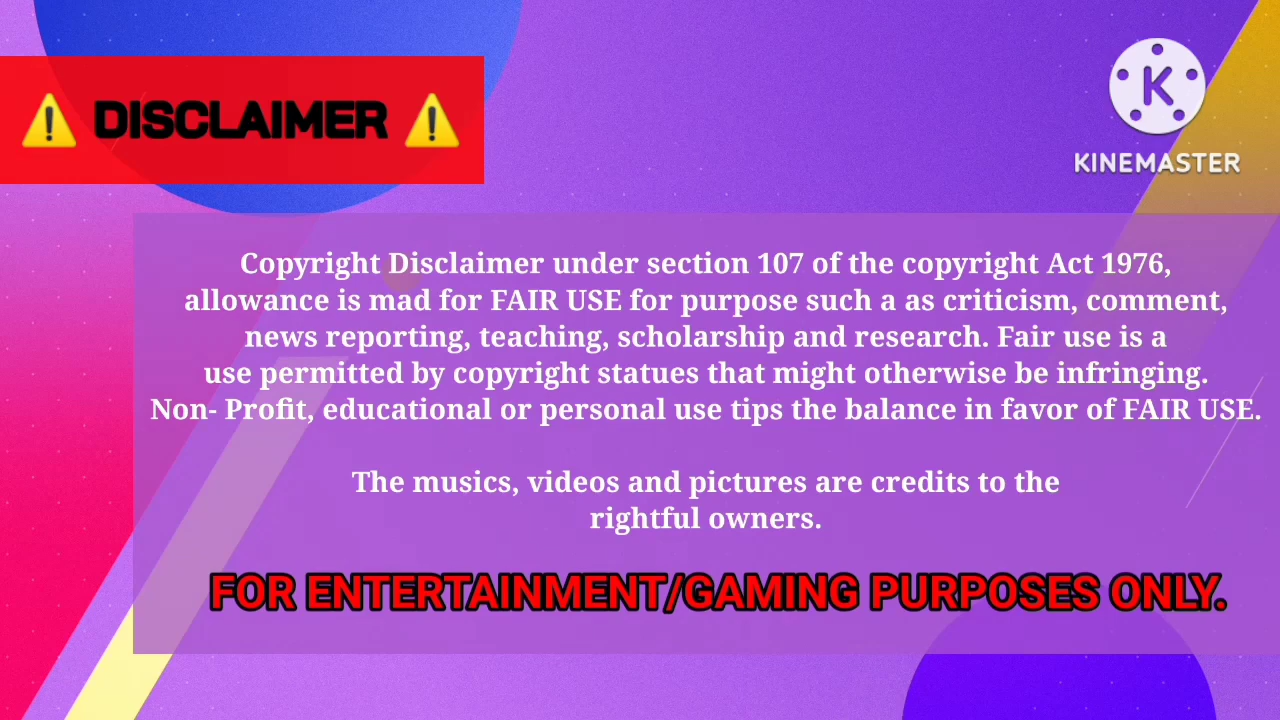 ⚠️ DISCLAIMER ⚠️
K
KINEMASTER
Copyright Disclaimer under section 107 of the copyright Act 1976,
allowance is mad for FAIR USE for purpose such a as criticism, comment,
news reporting, teaching, scholarship and research. Fair use is a
use permitted by copyright statues that might otherwise be infringing.
Non- Profit, educational or personal use tips the balance in favor of FAIR USE.
The musics, videos and pictures are credits to the
rightful owners.
FOR ENTERTAINMENT/GAMING PURPOSES ONLY.